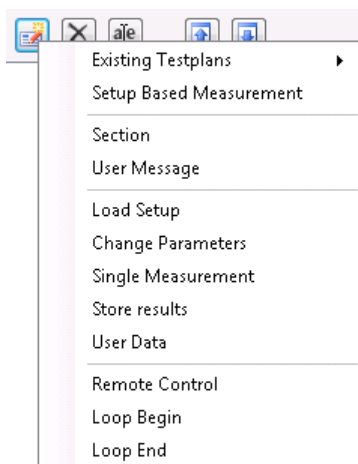 aIe
Existing Testplans
Setup Based Measurement
Section
User Message
Load Setup
Change Parameters
Single Measurement
Store results
User Data
Remote Control
Loop Begin
Loop End